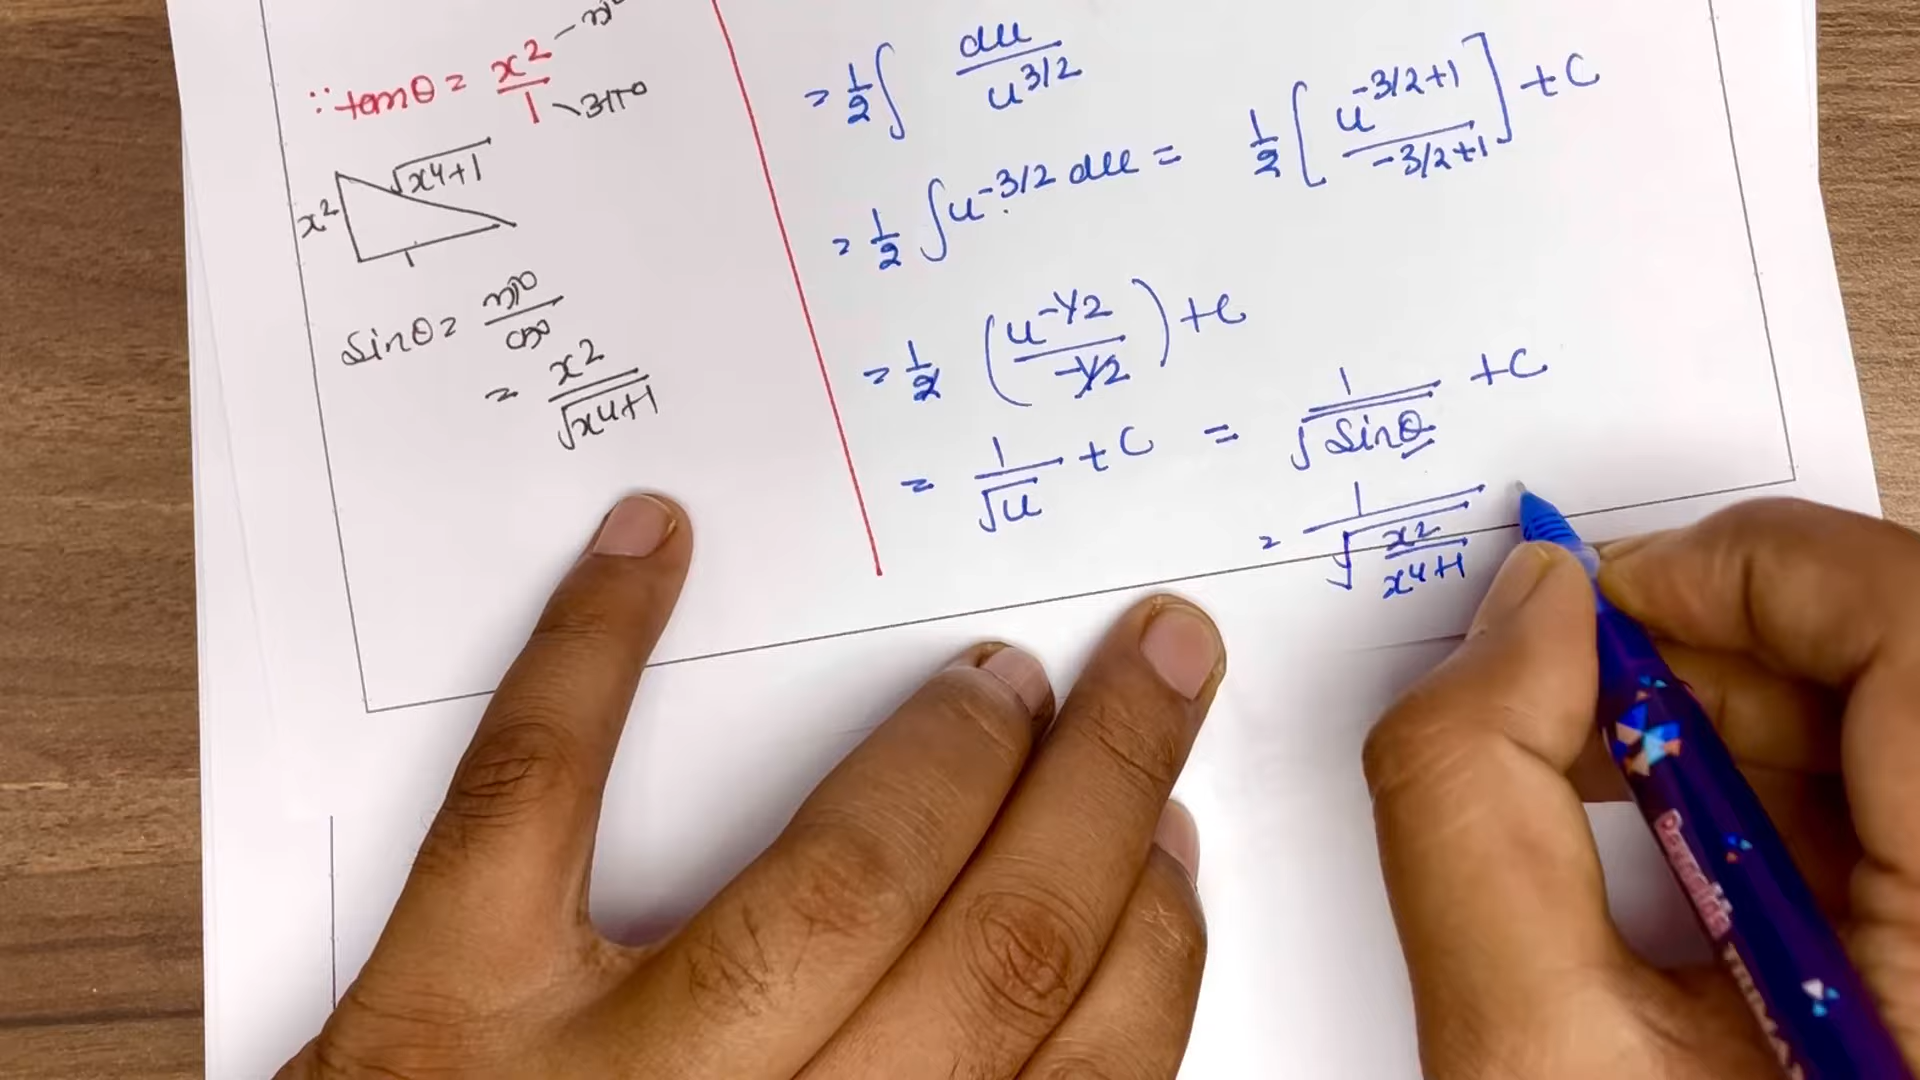 ∵ tanθ = x²/1
√x⁴+1
x²
1
sinθ =
= x²/√x⁴+1
= 1/2 ∫ du/u^3/2
= 1/2 ∫ u^-3/2 du = 1/2 [u^-3/2+1/-3/2+1] + C
= 1/2 (u^-1/2/-1/2) + C
= 1/√u + C = 1/√sinθ + C
= 1/√x²/x⁴+1